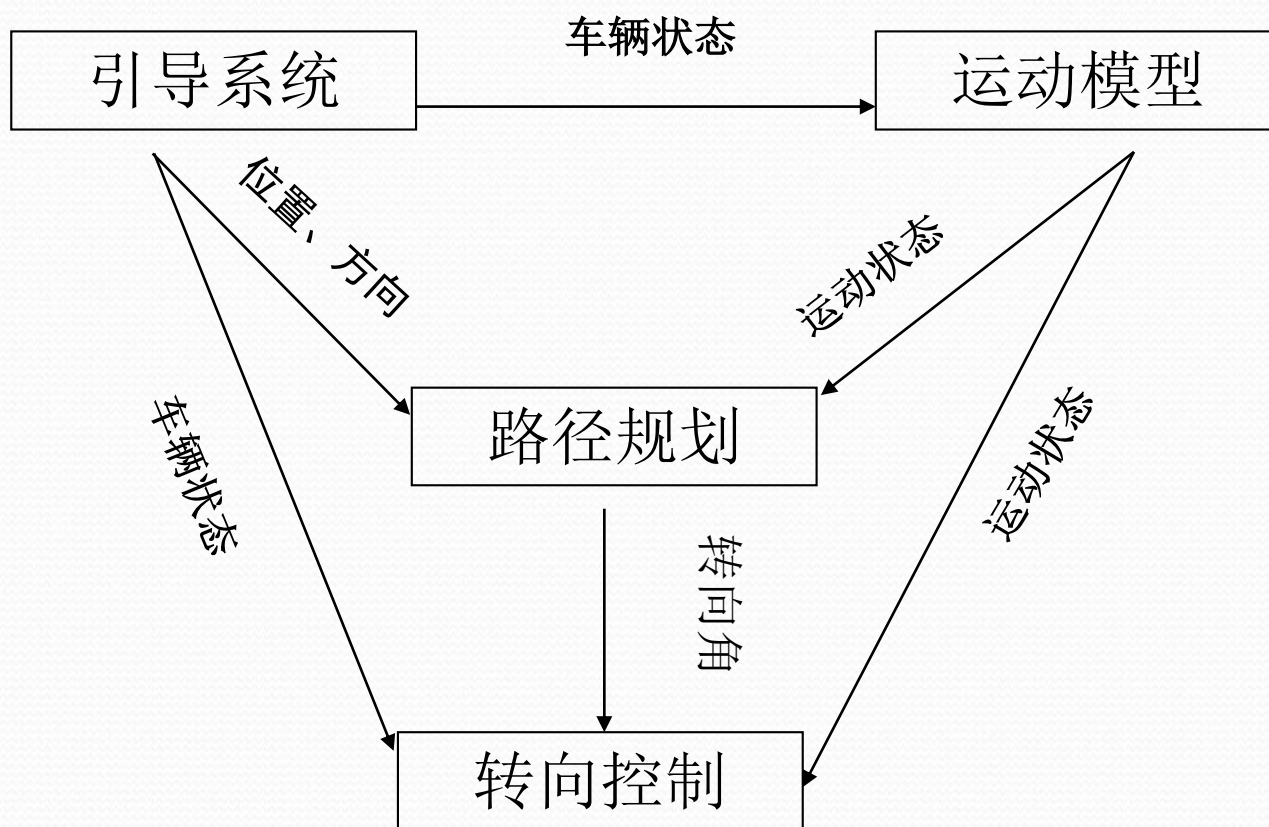 车辆状态
引导系统
运动模型
位置、方向
运动状态
路径规划
车辆状态
运动状态
转向角
转向控制